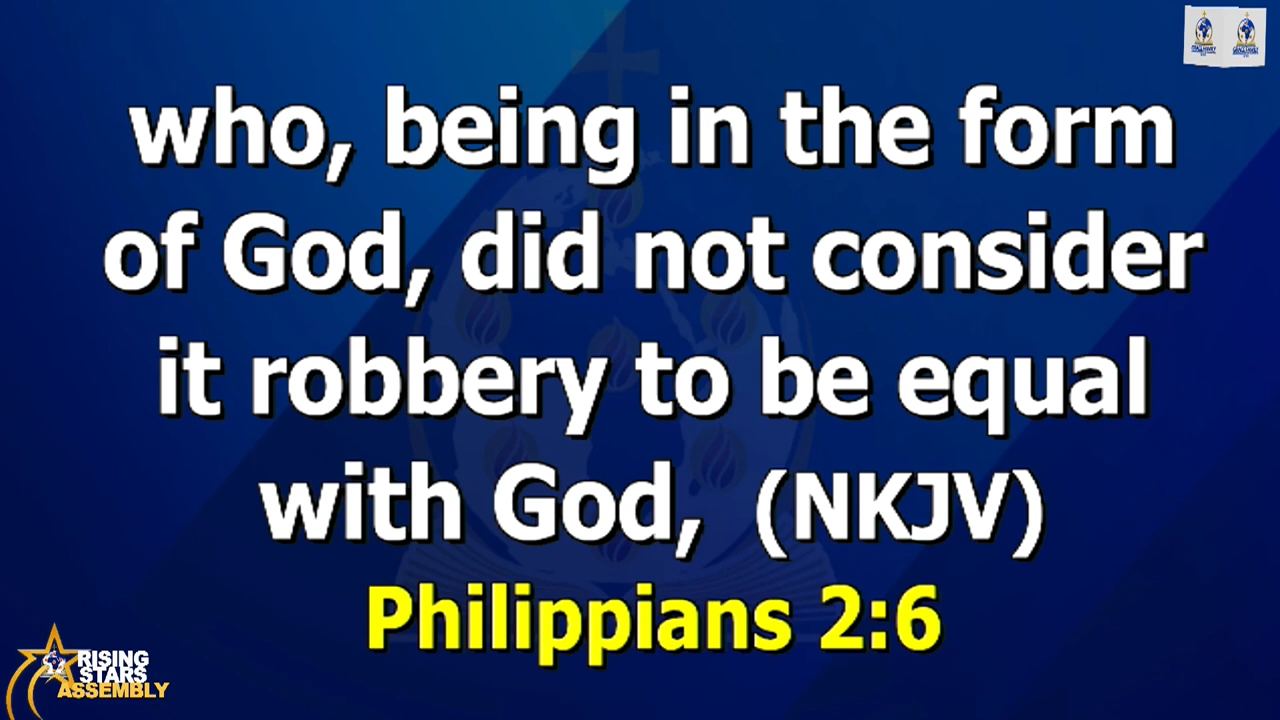 who, being in the form
of God, did not consider
it robbery to be equal
with God,  (NKJV)
Philippians 2:6
RISING
STARS
ASSEMBLY